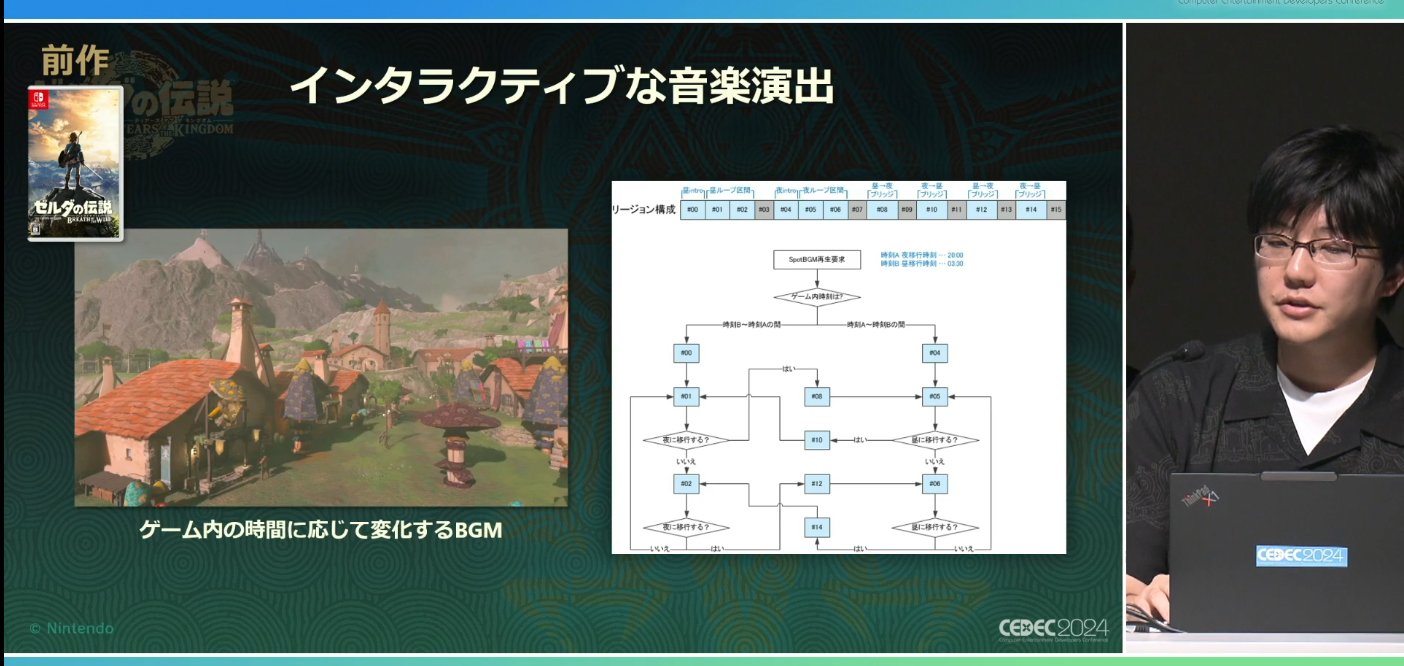 Computer Entertainment Developers Conference
前作
ゼルダの伝説
TEARS OF THE KINGDOM
インタラクティブな音楽演出
ゼルダの伝説
BREATH OF THE WILD
昼intro 昼ループ区間 夜intro 夜ループ区間 昼→夜 ブリッジ 夜→昼 ブリッジ 昼→夜 ブリッジ 夜→昼 ブリッジ
リージョン構成 #00 #01 #02 #03 #04 #05 #06 #07 #08 #09 #10 #11 #12 #13 #14 #15
SpotBGM再生要求
時刻A 夜移行時刻 … 20:00
時刻B 昼移行時刻 … 03:30
ゲーム内時刻は?
時刻B~時刻Aの間 時刻A~時刻Bの間
#00 #04
はい
#01 #08 #05
夜に移行する? #10 はい 昼に移行する?
いいえ いいえ
#02 #12 #06
夜に移行する? #14 昼に移行する?
いいえ はい はい いいえ
ゲーム内の時間に応じて変化するBGM
ThinkPad
X1
CEDEC2024
© Nintendo
CEDEC2024
Computer Entertainment Developers Conference